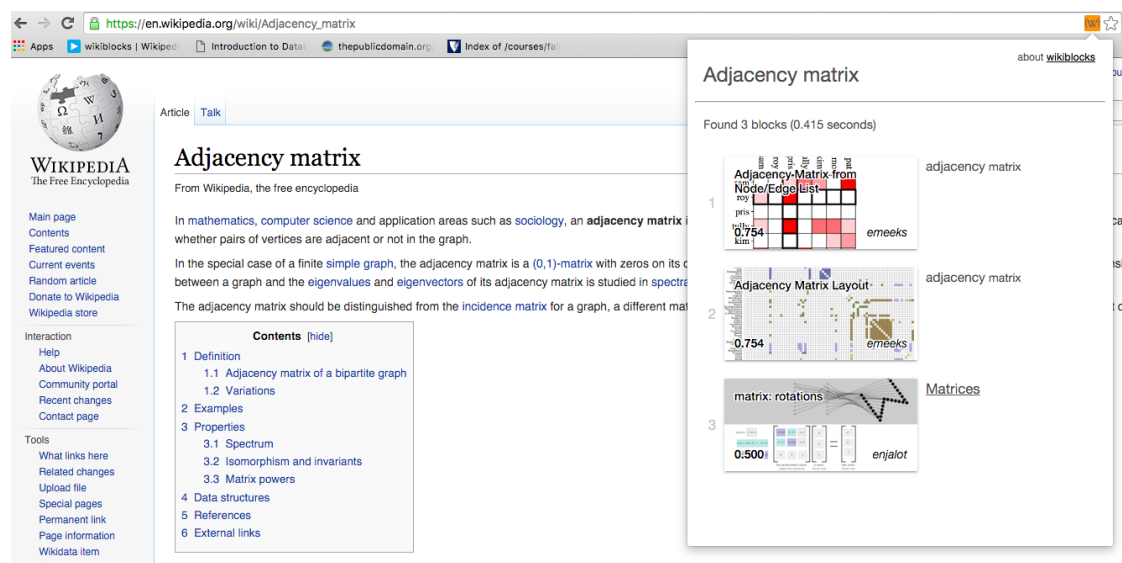 https://en.wikipedia.org/wiki/Adjacency_matrix
Apps
wikiblocks | Wikiped
Introduction to Datab
thepublicdomain.org
Index of /courses/fal
WIKIPEDIA
The Free Encyclopedia
Main page
Contents
Featured content
Current events
Random article
Donate to Wikipedia
Wikipedia store
Interaction
Help
About Wikipedia
Community portal
Recent changes
Contact page
Tools
What links here
Related changes
Upload file
Special pages
Permanent link
Page information
Wikidata item
Article Talk
Adjacency matrix
From Wikipedia, the free encyclopedia
In mathematics, computer science and application areas such as sociology, an adjacency matrix i
whether pairs of vertices are adjacent or not in the graph.
In the special case of a finite simple graph, the adjacency matrix is a (0,1)-matrix with zeros on its d
between a graph and the eigenvalues and eigenvectors of its adjacency matrix is studied in spectra
The adjacency matrix should be distinguished from the incidence matrix for a graph, a different mat
Contents [hide]
1 Definition
1.1 Adjacency matrix of a bipartite graph
1.2 Variations
2 Examples
3 Properties
3.1 Spectrum
3.2 Isomorphism and invariants
3.3 Matrix powers
4 Data structures
5 References
6 External links
about wikiblocks
Adjacency matrix
Found 3 blocks (0.415 seconds)
1
Adjacency Matrix from
Node/Edge List
roy
pris
kim
0.754
emeeks
adjacency matrix
2
Adjacency Matrix Layout
0.754
emeeks
adjacency matrix
3
matrix: rotations
0.500
enjalot
Matrices